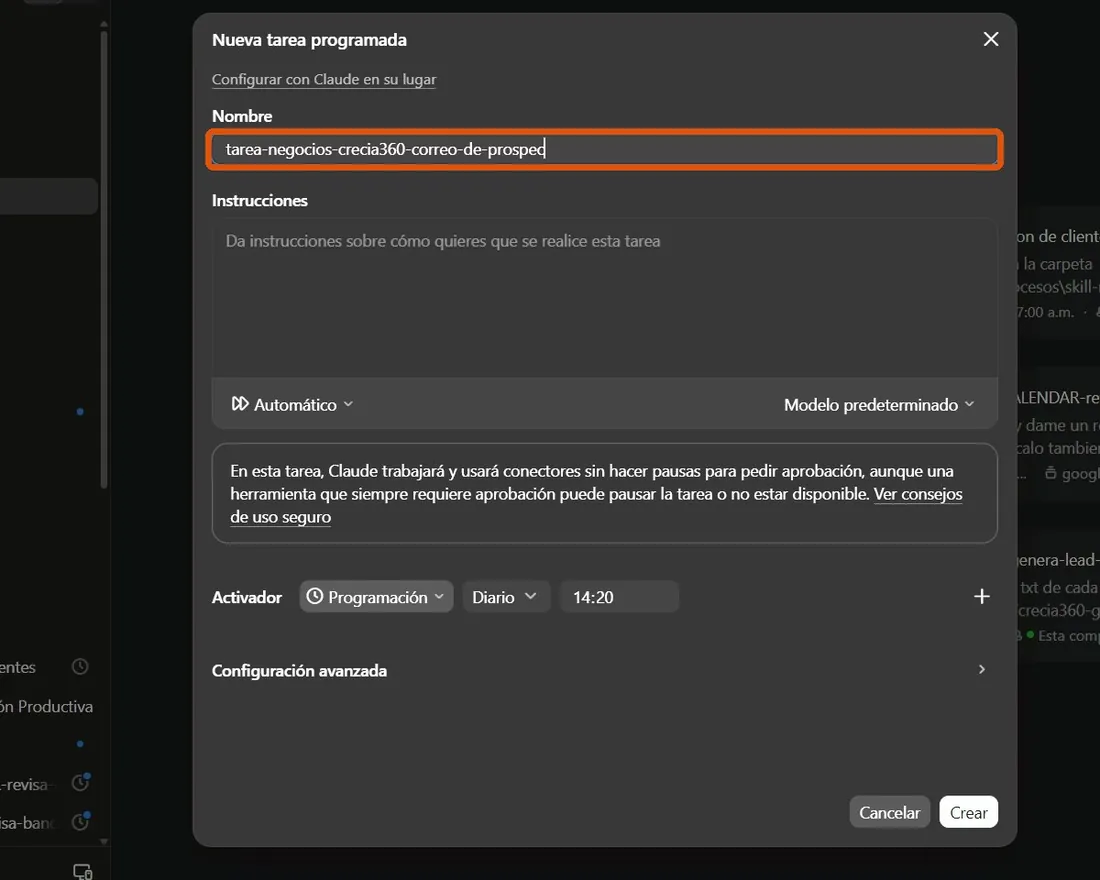 Nueva tarea programada
Configurar con Claude en su lugar
Nombre
tarea-negocios-crecia360-correo-de-prospec
Instrucciones
Da instrucciones sobre cómo quieres que se realice esta tarea
Automático
Modelo predeterminado
En esta tarea, Claude trabajará y usará conectores sin hacer pausas para pedir aprobación, aunque una
herramienta que siempre requiere aprobación puede pausar la tarea o no estar disponible. Ver consejos
de uso seguro
Activador
Programación
Diario
14:20
Configuración avanzada
Cancelar
Crear
entes
ón Productiva
-revisa-
isa-band
on de client
la carpeta
ocesos\skill-
7:00 a.m. ·
ALENDAR-re
y dame un re
calo tambien
... googl
genera-lead-
txt de cada
/crecia360-g
Esta comp